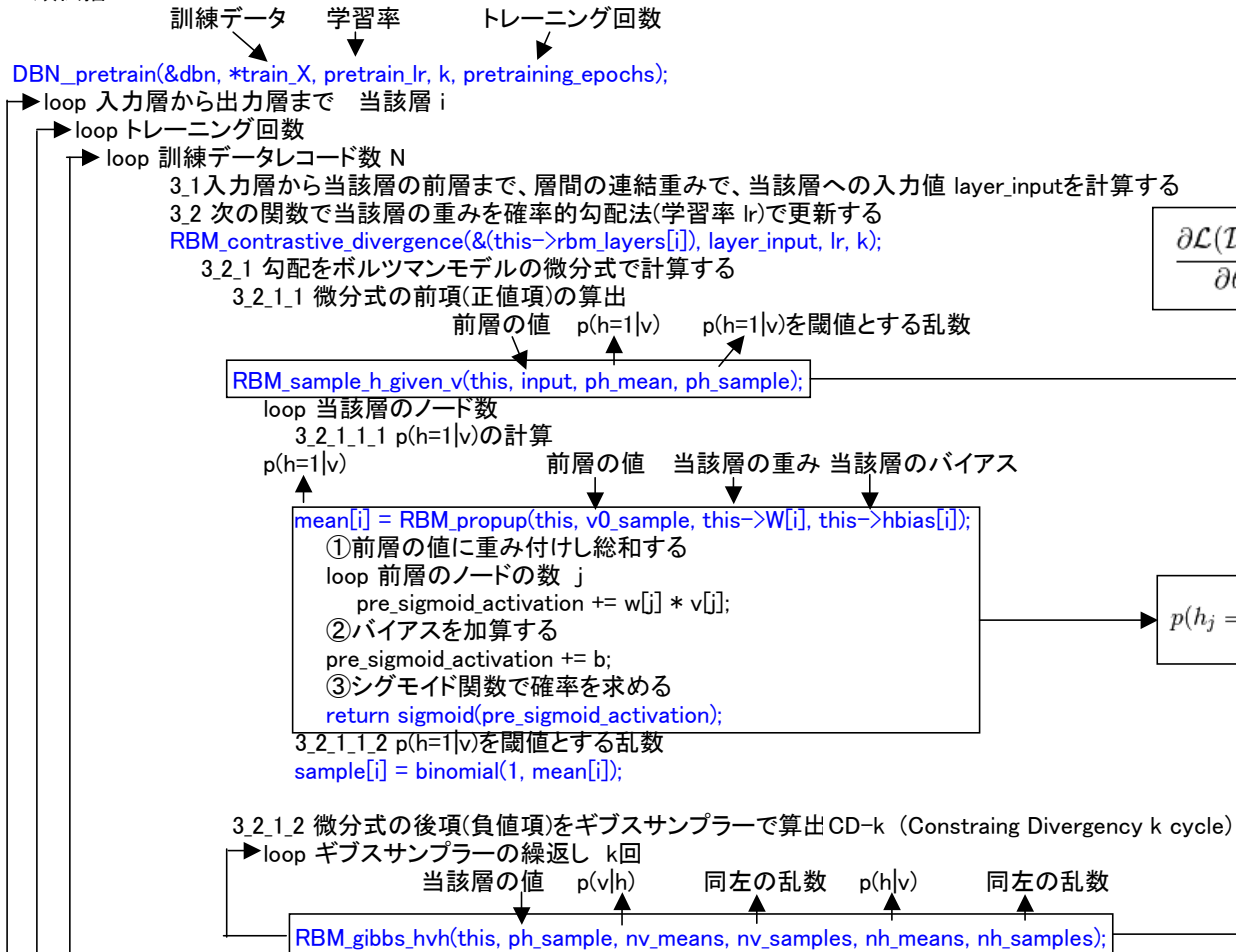 訓練データ　学習率　トレーニング回数
DBN_pretrain(&dbn, *train_X, pretrain_lr, k, pretraining_epochs);
loop 入力層から出力層まで　当該層 i
loop トレーニング回数
loop 訓練データレコード数 N
3_1入力層から当該層の前層まで、層間の連結重みで、当該層への入力値 layer_inputを計算する
3_2 次の関数で当該層の重みを確率的勾配法(学習率 lr)で更新する
RBM_contrastive_divergence(&(this->rbm_layers[i]), layer_input, lr, k);
3_2_1 勾配をボルツマンモデルの微分式で計算する
3_2_1_1 微分式の前項(正値項)の算出
前層の値　p(h=1|v)　p(h=1|v)を閾値とする乱数
RBM_sample_h_given_v(this, input, ph_mean, ph_sample);
loop 当該層のノード数
3_2_1_1_1 p(h=1|v)の計算
p(h=1|v)　前層の値　当該層の重み 当該層のバイアス
mean[i] = RBM_propup(this, v0_sample, this->W[i], this->hbias[i]);
①前層の値に重み付けし総和する
loop 前層のノードの数 j
pre_sigmoid_activation += w[j] * v[j];
②バイアスを加算する
pre_sigmoid_activation += b;
③シグモイド関数で確率を求める
return sigmoid(pre_sigmoid_activation);
p(h_j =
3_2_1_1_2 p(h=1|v)を閾値とする乱数
sample[i] = binomial(1, mean[i]);
3_2_1_2 微分式の後項(負値項)をギブスサンプラーで算出 CD-k (Constraing Divergency k cycle)
loop ギブスサンプラーの繰返し k回
当該層の値　p(v|h)　同左の乱数　p(h|v)　同左の乱数
RBM_gibbs_hvh(this, ph_sample, nv_means, nv_samples, nh_means, nh_samples);